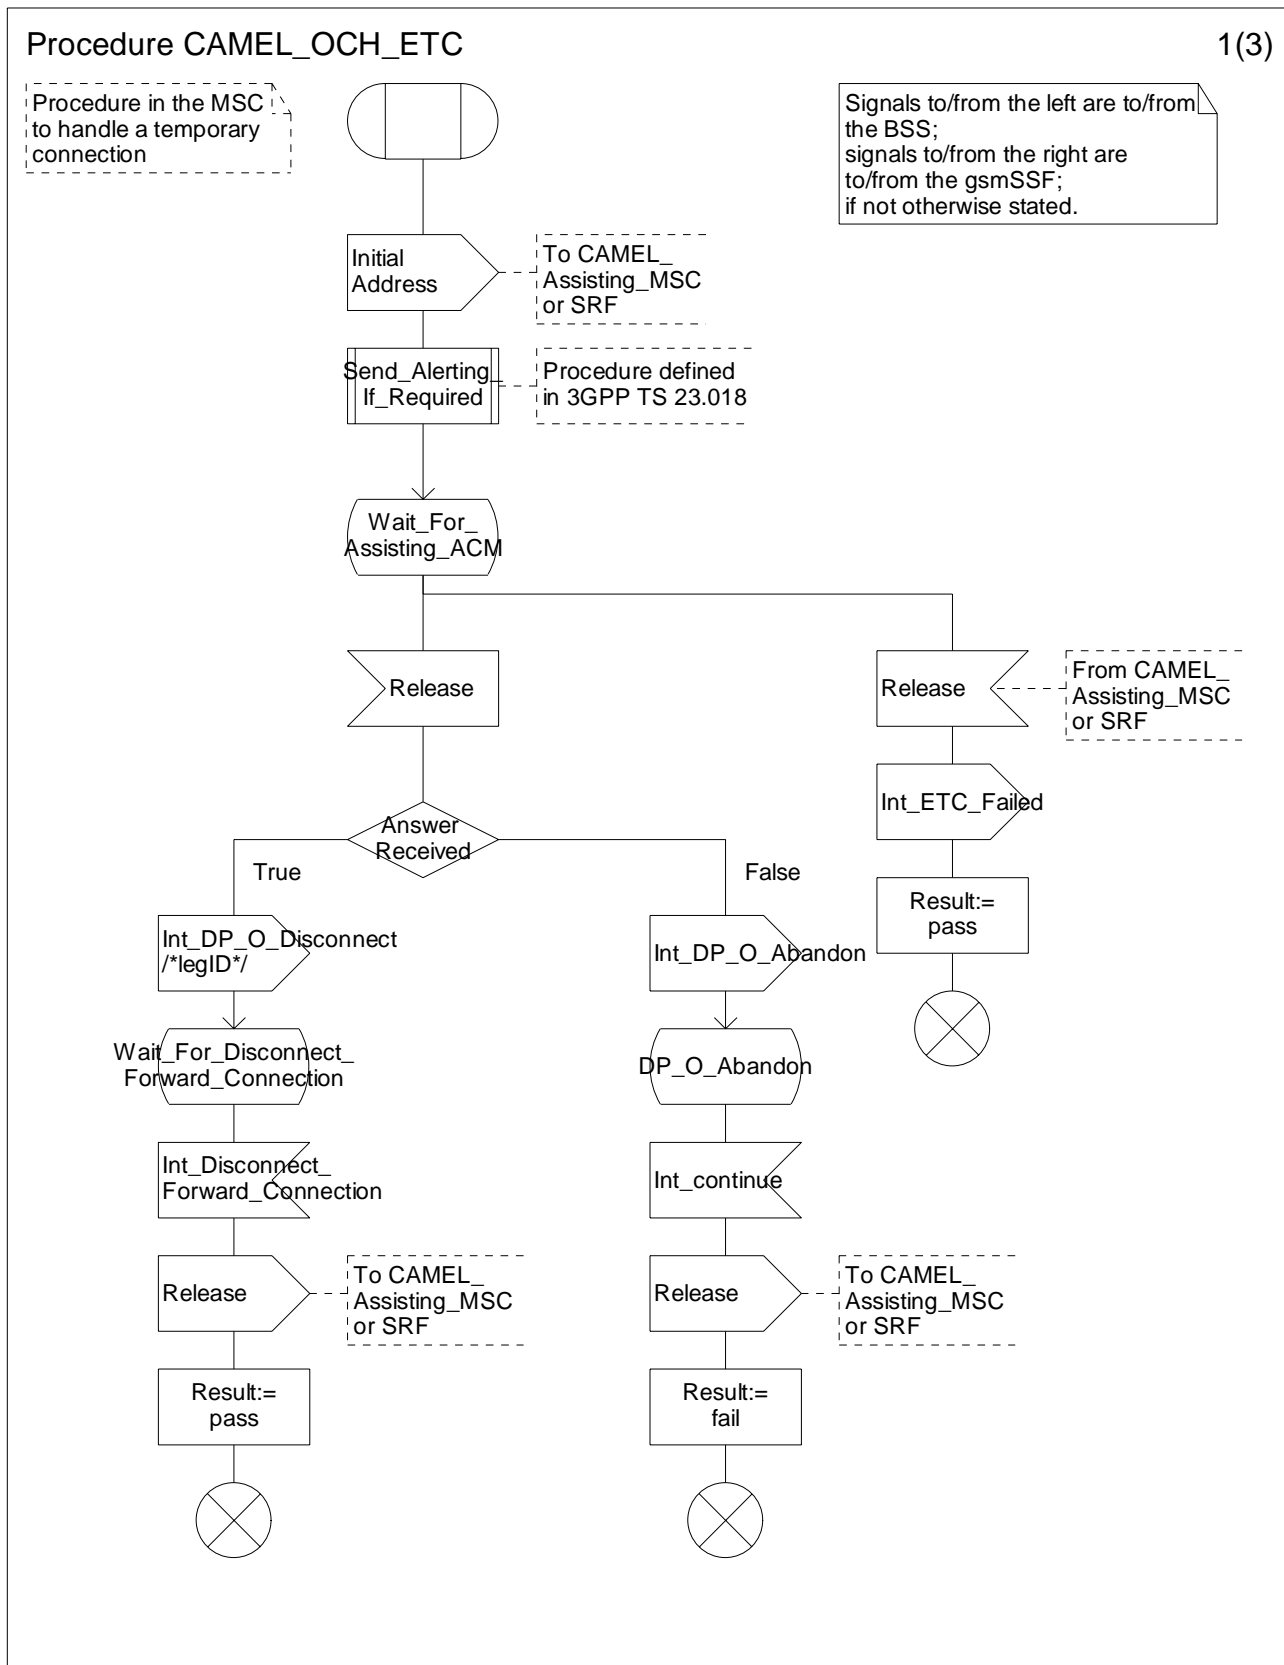 Procedure CAMEL_OCH_ETC
1(3)
Procedure in the MSC
to handle a temporary
connection
Signals to/from the left are to/from
the BSS;
signals to/from the right are
to/from the gsmSSF;
if not otherwise stated.
Initial
Address
To CAMEL_
Assisting_MSC
or SRF
Send_Alerting_
If_Required
Procedure defined
in 3GPP TS 23.018
Wait_For_
Assisting_ACM
Release
Release
From CAMEL_
Assisting_MSC
or SRF
Int_ETC_Failed
Answer
Received
True
False
Result:=
pass
Int_DP_O_Disconnect
/*legID*/
Int_DP_O_Abandon
Wait_For_Disconnect_
Forward_Connection
DP_O_Abandon
Int_Disconnect_
Forward_Connection
Int_continue
Release
To CAMEL_
Assisting_MSC
or SRF
Release
To CAMEL_
Assisting_MSC
or SRF
Result:=
pass
Result:=
fail